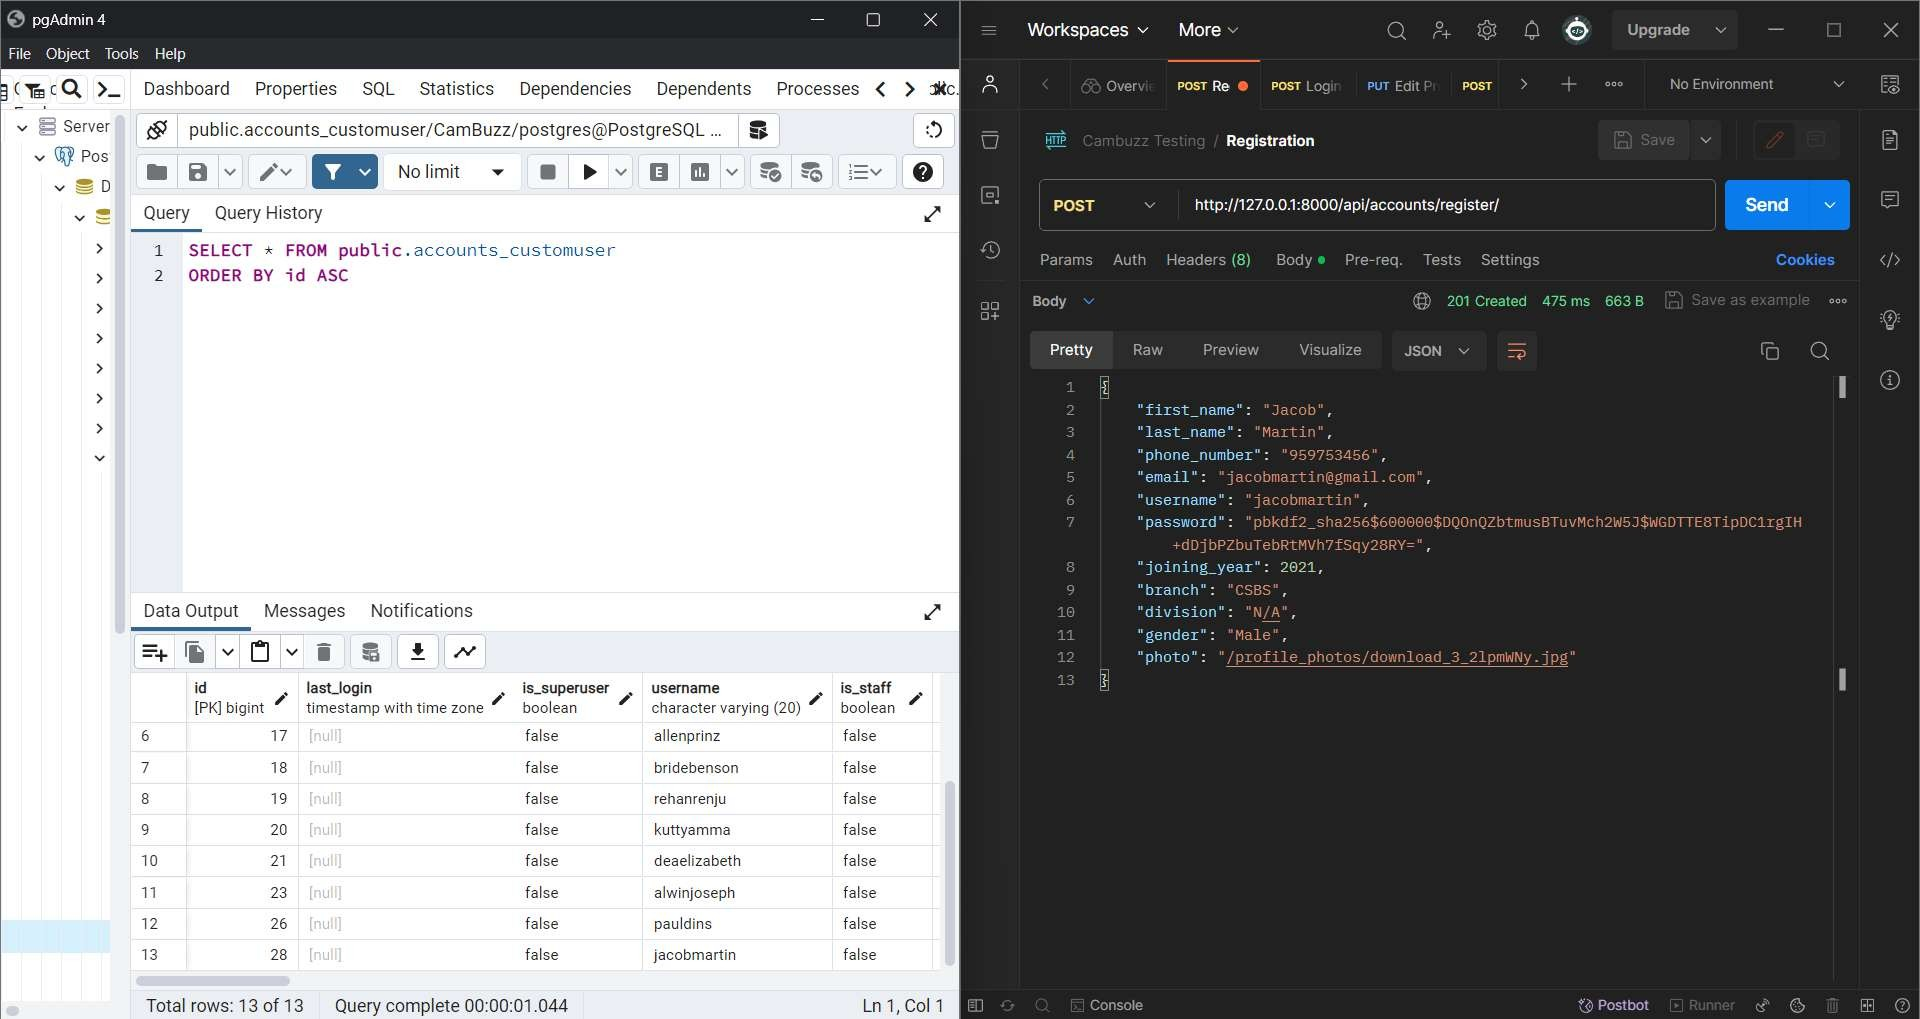 pgAdmin 4
File Object Tools Help
Dashboard Properties SQL Statistics Dependencies Dependents Processes
Server
Pos
D
public.accounts_customuser/CamBuzz/postgres@PostgreSQL ...
No limit
E
Query Query History
1 SELECT * FROM public.accounts_customuser
2 ORDER BY id ASC
Data Output Messages Notifications
id last_login is_superuser username is_staff
[PK] bigint timestamp with time zone boolean character varying (20) boolean
6 17 [null] false allenprinz false
7 18 [null] false bridebenson false
8 19 [null] false rehanrenju false
9 20 [null] false kuttyamma false
10 21 [null] false deaelizabeth false
11 23 [null] false alwinjoseph false
12 26 [null] false pauldins false
13 28 [null] false jacobmartin false
Total rows: 13 of 13 Query complete 00:00:01.044 Ln 1, Col 1
Workspaces More Upgrade
Overvie POST Re POST Login PUT Edit Pr POST No Environment
HTTP Cambuzz Testing / Registration Save
POST http://127.0.0.1:8000/api/accounts/register/ Send
Params Auth Headers (8) Body Pre-req. Tests Settings Cookies
Body 201 Created 475 ms 663 B Save as example
Pretty Raw Preview Visualize JSON
1 {
2 "first_name": "Jacob",
3 "last_name": "Martin",
4 "phone_number": "959753456",
5 "email": "jacobmartin@gmail.com",
6 "username": "jacobmartin",
7 "password": "pbkdf2_sha256$600000$DQOnQZbtmusBTuvMch2W5J$WGDTTE8TipDC1rgIH
+dDjbPZbuTebRtMVh7fSqy28RY=",
8 "joining_year": 2021,
9 "branch": "CSBS",
10 "division": "N/A",
11 "gender": "Male",
12 "photo": "/profile_photos/download_3_2lpmWNy.jpg"
13 }
Console Postbot Runner